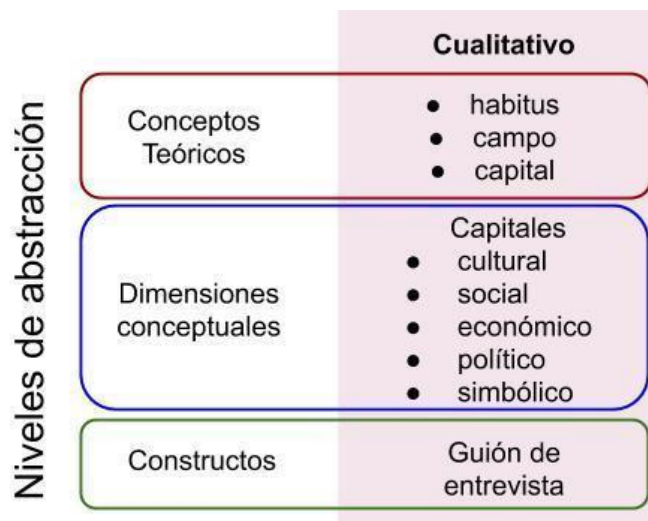 Niveles de abstracción
Cualitativo
Conceptos
Teóricos
● habitus
● campo
● capital
Dimensiones
conceptuales
Capitales
● cultural
● social
● económico
● político
● simbólico
Constructos
Guión de
entrevista